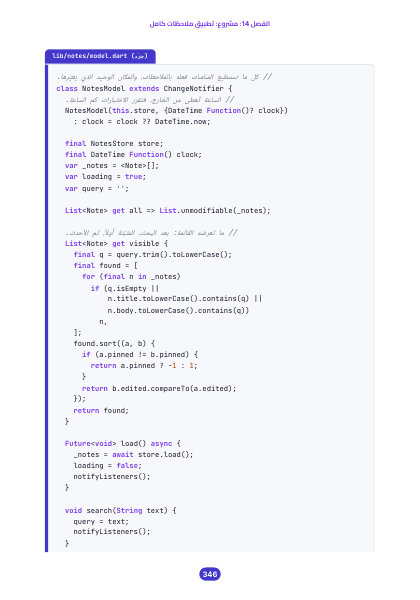 الفصل 14: مشروع: تطبيق ملاحظات كامل
lib/notes/model.dart (جزء)
// كل ما تستطيع الشاشات فعله بالملاحظات، والمكان الوحيد الذي يغيّرها.
class NotesModel extends ChangeNotifier {
// الساعة تُعطى من الخارج، فتقرر الاختبارات كم الساعة.
NotesModel(this.store, {DateTime Function()? clock})
: clock = clock ?? DateTime.now;
final NotesStore store;
final DateTime Function() clock;
var _notes = <Note>[];
var loading = true;
var query = '';
List<Note> get all => List.unmodifiable(_notes);
// ما تعرضه القائمة: بعد البحث، المثبّتة أولًا، ثم الأحدث.
List<Note> get visible {
final q = query.trim().toLowerCase();
final found = [
for (final n in _notes)
if (q.isEmpty ||
n.title.toLowerCase().contains(q) ||
n.body.toLowerCase().contains(q))
n,
];
found.sort((a, b) {
if (a.pinned != b.pinned) {
return a.pinned ? -1 : 1;
}
return b.edited.compareTo(a.edited);
});
return found;
}
Future<void> load() async {
_notes = await store.load();
loading = false;
notifyListeners();
}
void search(String text) {
query = text;
notifyListeners();
}
346